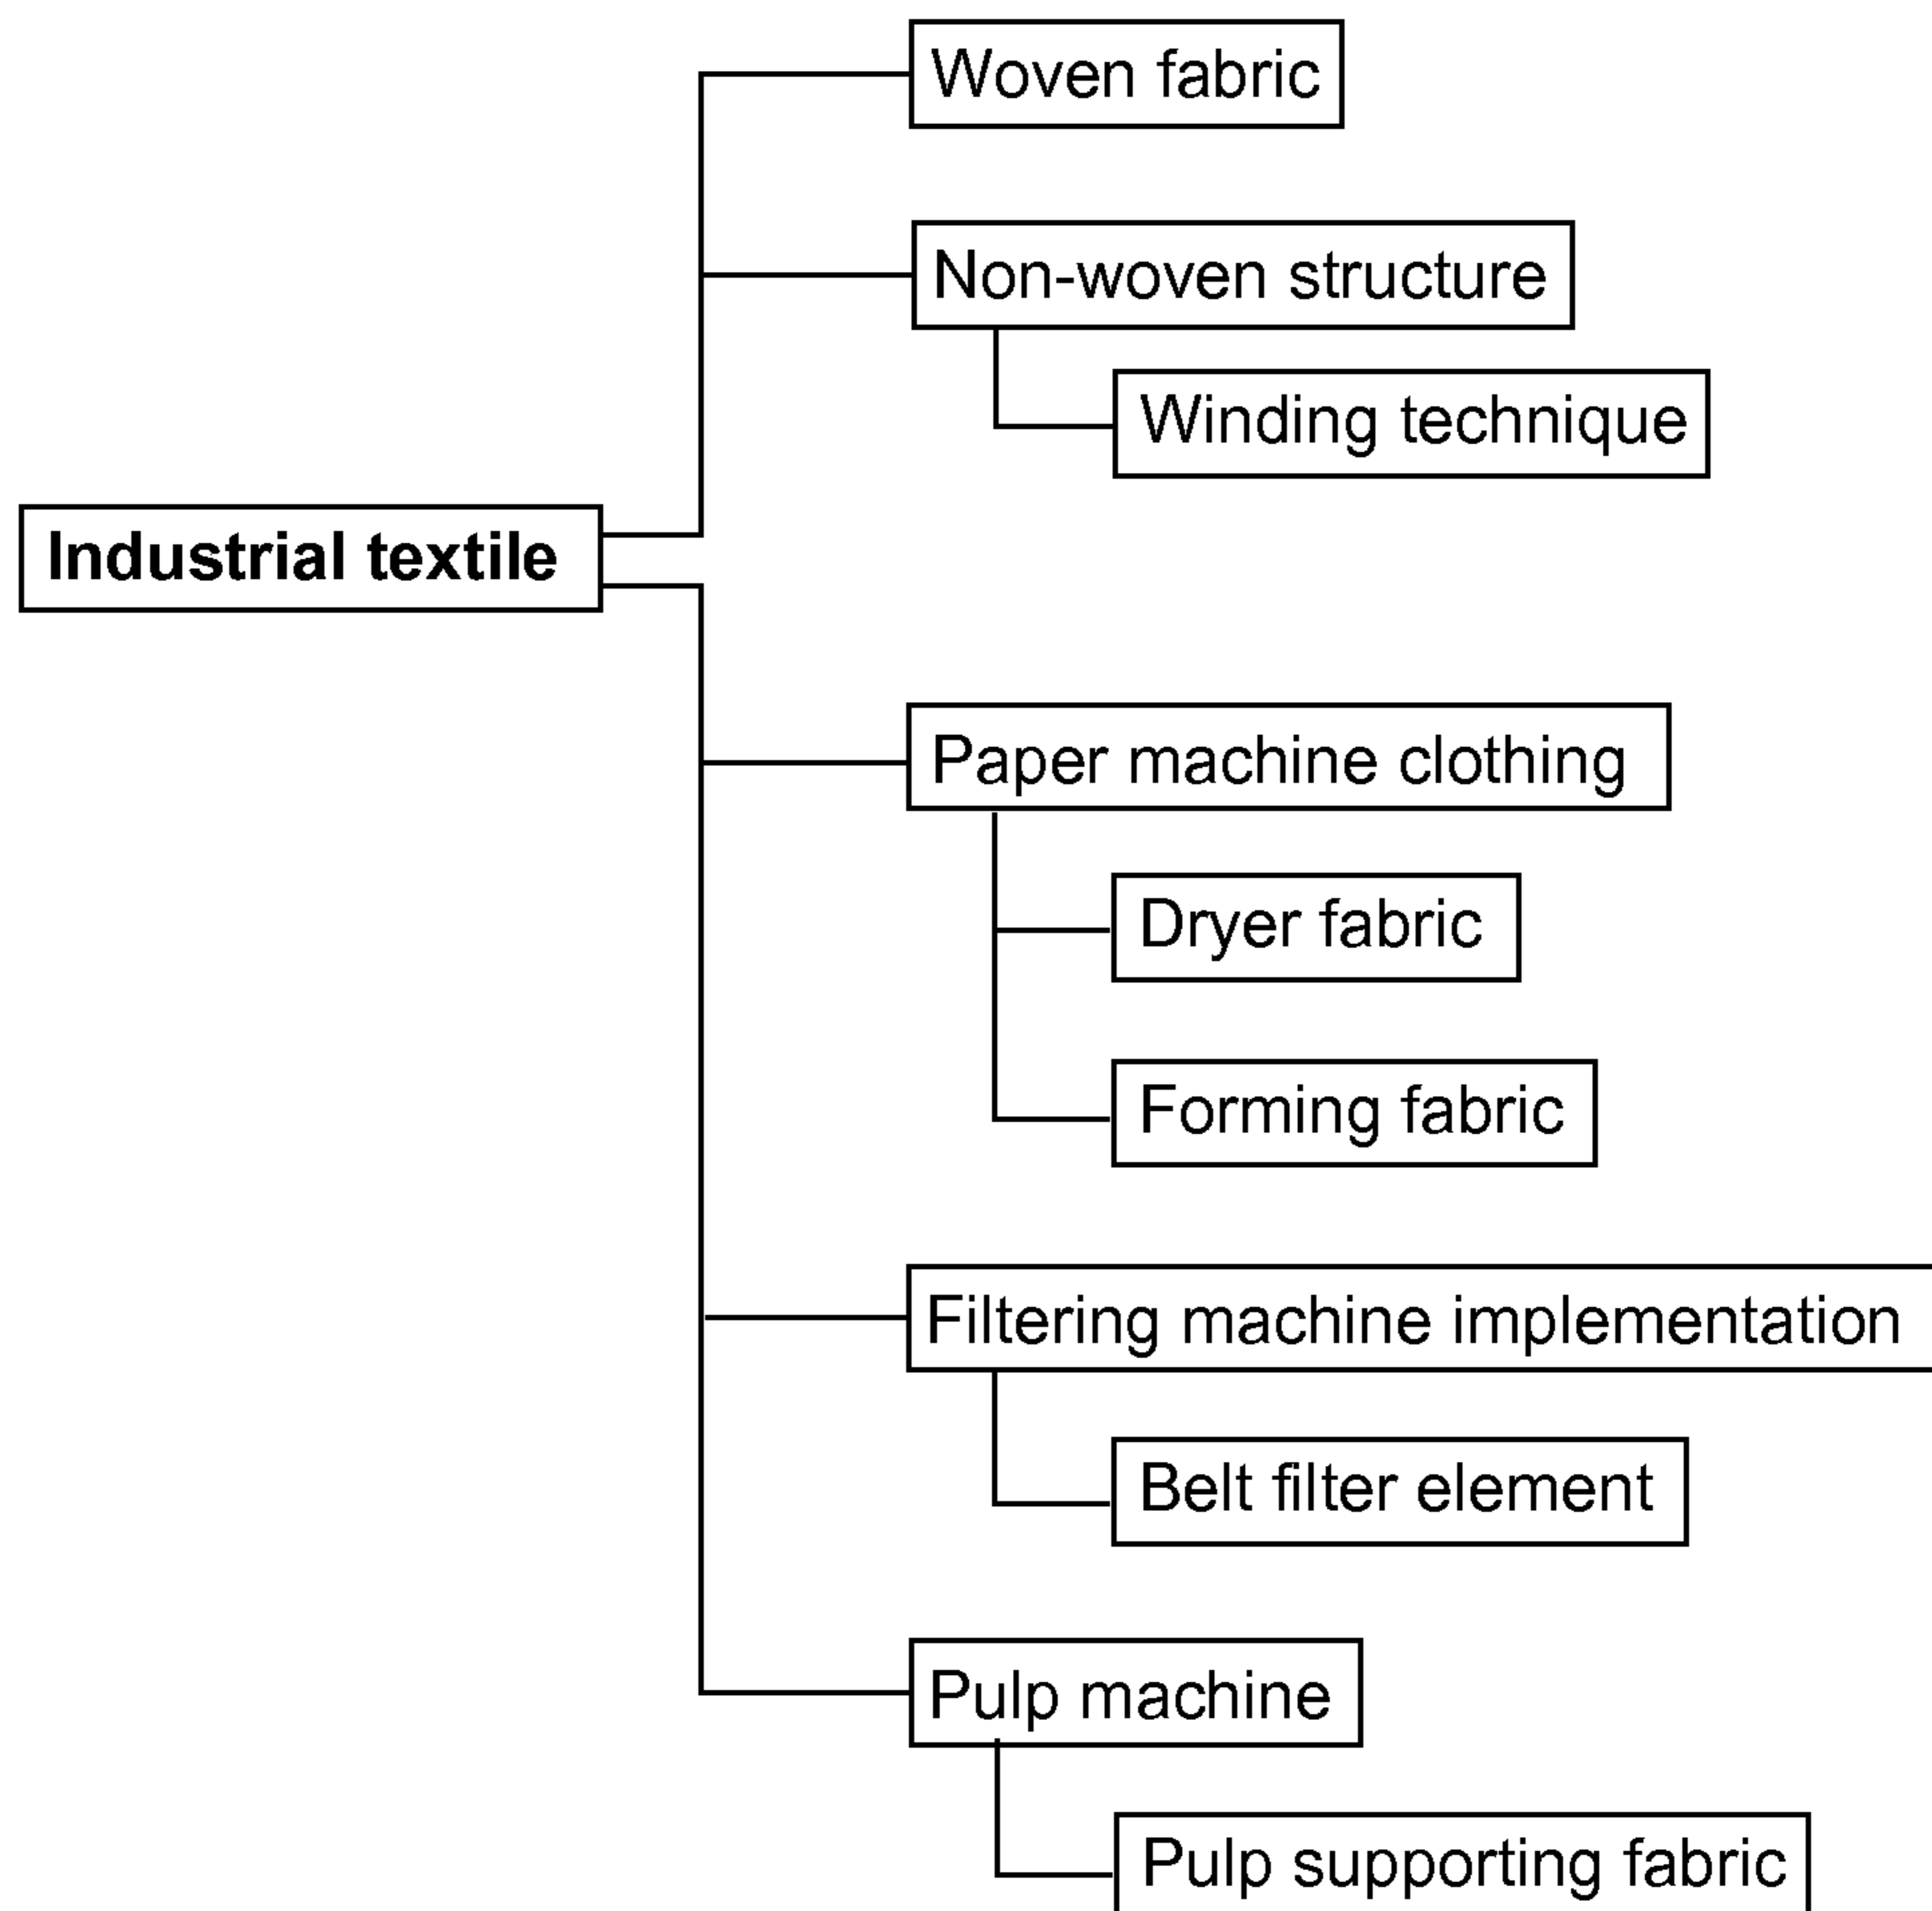 Woven fabric
Non-woven structure
Winding technique
Industrial textile
Paper machine clothing
Dryer fabric
Forming fabric
Filtering machine implementation
Belt filter element
Pulp machine
Pulp supporting fabric